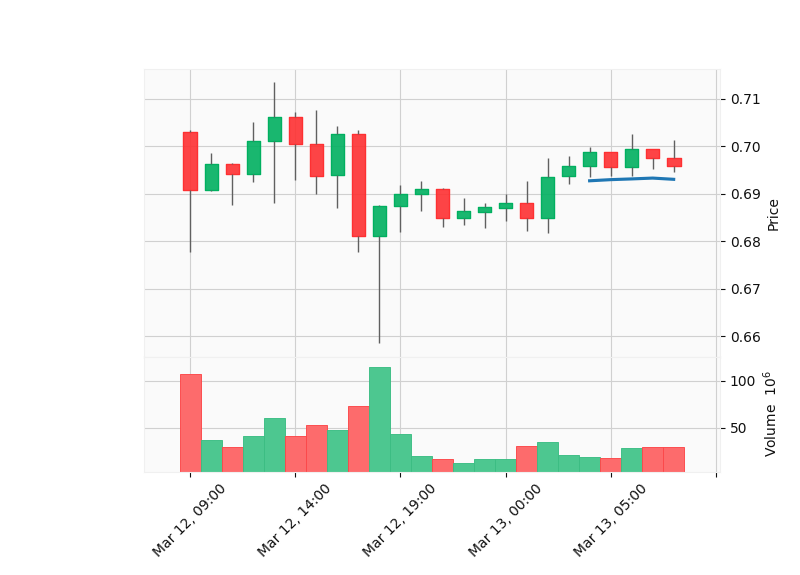 0.71
0.70
0.69
0.68
0.67
0.66
Price
100
50
Volume 10^6
Mar 12, 09:00
Mar 12, 14:00
Mar 12, 19:00
Mar 13, 00:00
Mar 13, 05:00